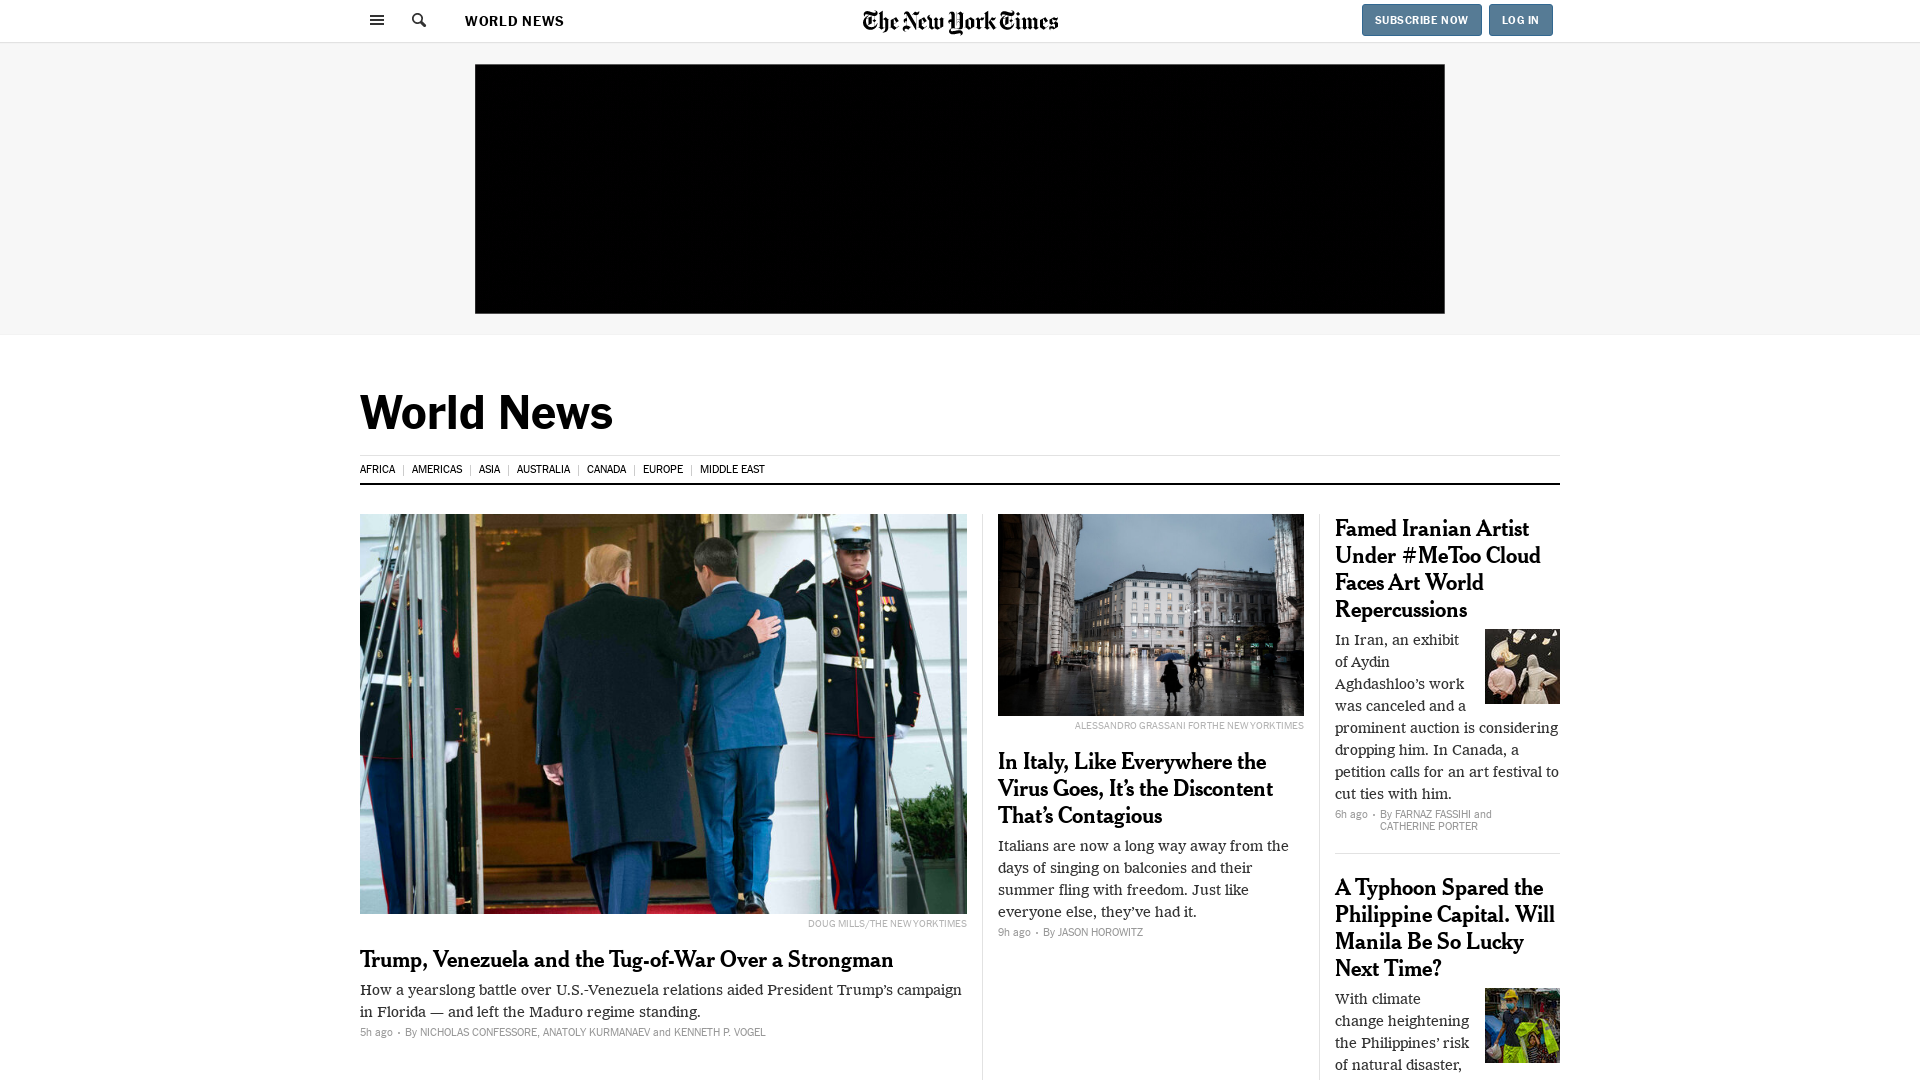 WORLD NEWS
The New York Times
SUBSCRIBE NOW
LOG IN
World News
AFRICA
AMERICAS
ASIA
AUSTRALIA
CANADA
EUROPE
MIDDLE EAST
DOUG MILLS/THE NEW YORK TIMES
Trump, Venezuela and the Tug-of-War Over a Strongman
How a yearslong battle over U.S.-Venezuela relations aided President Trump’s campaign
in Florida — and left the Maduro regime standing.
5h ago • By NICHOLAS CONFESSORE, ANATOLY KURMANAEV and KENNETH P. VOGEL
ALESSANDRO GRASSANI FOR THE NEW YORK TIMES
In Italy, Like Everywhere the
Virus Goes, It’s the Discontent
That’s Contagious
Italians are now a long way away from the
days of singing on balconies and their
summer fling with freedom. Just like
everyone else, they’ve had it.
9h ago • By JASON HOROWITZ
Famed Iranian Artist
Under #MeToo Cloud
Faces Art World
Repercussions
In Iran, an exhibit
of Aydin
Aghdashloo’s work
was canceled and a
prominent auction is considering
dropping him. In Canada, a
petition calls for an art festival to
cut ties with him.
6h ago • By FARNAZ FASSIHI and
CATHERINE PORTER
A Typhoon Spared the
Philippine Capital. Will
Manila Be So Lucky
Next Time?
With climate
change heightening
the Philippines’ risk
of natural disaster,